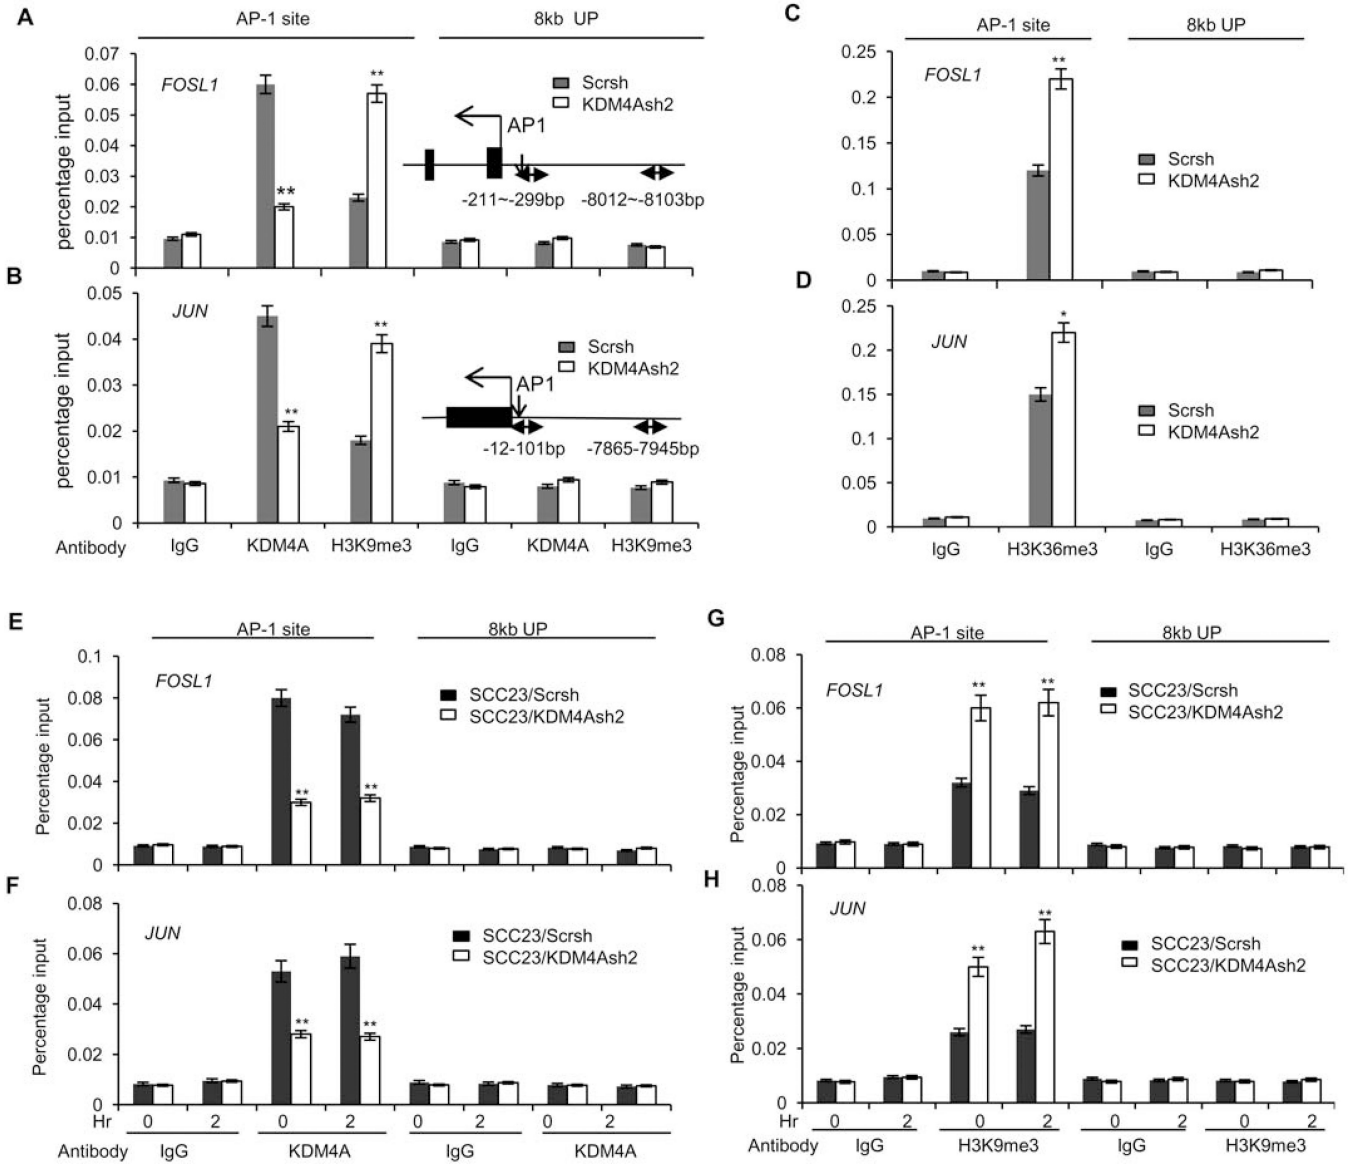 A
AP-1 site
8kb UP
0.07
0.06
0.05
0.04
0.03
0.02
0.01
0
percentage input
FOSL1
**
**
Scrsh
KDM4Ash2
AP1
-211~-299bp
-8012~-8103bp
B
0.05
0.04
0.03
0.02
0.01
0
percentage input
JUN
**
**
Scrsh
KDM4Ash2
AP1
-12-101bp
-7865-7945bp
Antibody
IgG
KDM4A
H3K9me3
IgG
KDM4A
H3K9me3
C
AP-1 site
8kb UP
0.25
0.2
0.15
0.1
0.05
0
FOSL1
**
Scrsh
KDM4Ash2
D
0.25
0.2
0.15
0.1
0.05
0
JUN
*
Scrsh
KDM4Ash2
IgG
H3K36me3
IgG
H3K36me3
E
AP-1 site
8kb UP
0.1
0.08
0.06
0.04
0.02
0
Percentage input
FOSL1
**
**
SCC23/Scrsh
SCC23/KDM4Ash2
F
0.08
0.06
0.04
0.02
0
Percentage input
JUN
**
**
SCC23/Scrsh
SCC23/KDM4Ash2
Hr
0 2 0 2 0 2 0 2
Antibody
IgG
KDM4A
IgG
KDM4A
G
AP-1 site
8kb UP
0.08
0.06
0.04
0.02
0
Percentage input
FOSL1
**
**
SCC23/Scrsh
SCC23/KDM4Ash2
H
0.08
0.06
0.04
0.02
0
Percentage input
JUN
**
**
SCC23/Scrsh
SCC23/KDM4Ash2
Hr
0 2 0 2 0 2 0 2
Antibody
IgG
H3K9me3
IgG
H3K9me3